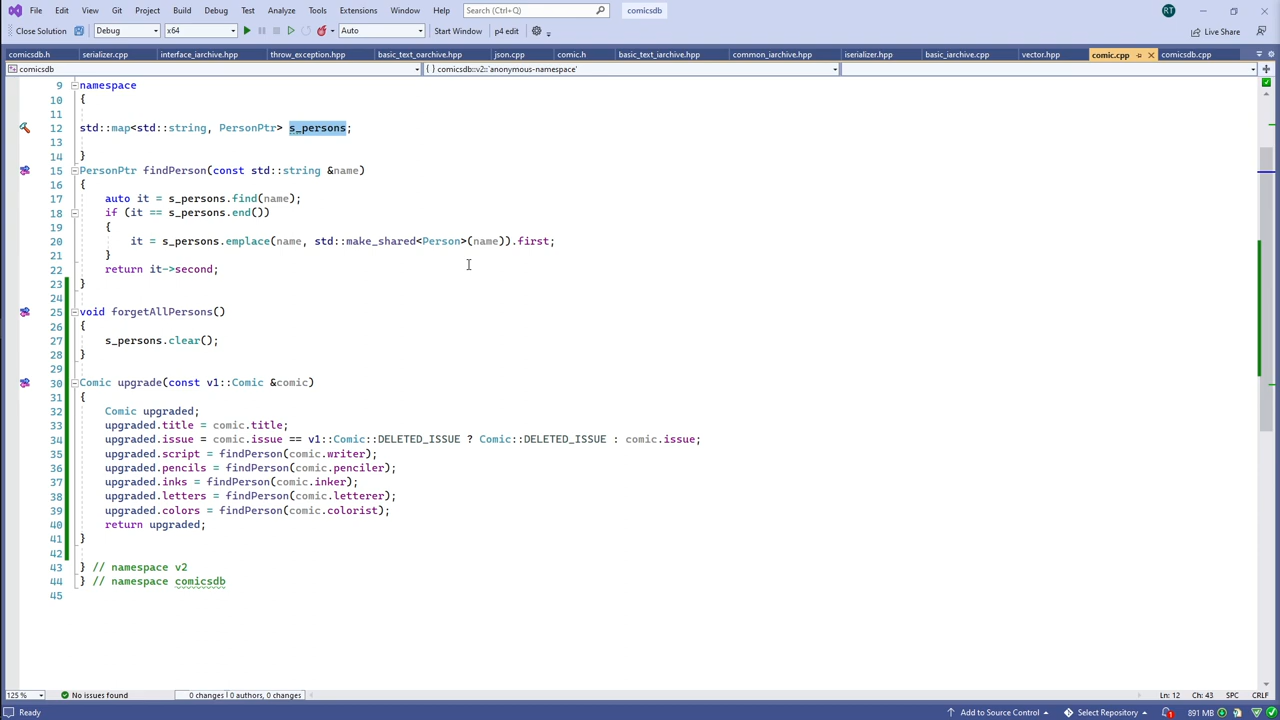 File Edit View Git Project Build Debug Test Analyze Tools Extensions Window Help Search (Ctrl+Q) comicsdb RT
Close Solution Debug x64 Auto Start Window p4 edit Live Share
comicsdb.h serializer.cpp interface_iarchive.hpp throw_exception.hpp basic_text_oarchive.hpp json.cpp comic.h basic_text_iarchive.hpp common_iarchive.hpp iserializer.hpp basic_iarchive.cpp vector.hpp comic.cpp comicsdb.cpp
comicsdb { } comicsdb::v2::`anonymous-namespace'
9 namespace
10 {
11
12 std::map<std::string, PersonPtr> s_persons;
13
14 }
15 PersonPtr findPerson(const std::string &name)
16 {
17 auto it = s_persons.find(name);
18 if (it == s_persons.end())
19 {
20 it = s_persons.emplace(name, std::make_shared<Person>(name)).first;
21 }
22 return it->second;
23 }
24
25 void forgetAllPersons()
26 {
27 s_persons.clear();
28 }
29
30 Comic upgrade(const v1::Comic &comic)
31 {
32 Comic upgraded;
33 upgraded.title = comic.title;
34 upgraded.issue = comic.issue == v1::Comic::DELETED_ISSUE ? Comic::DELETED_ISSUE : comic.issue;
35 upgraded.script = findPerson(comic.writer);
36 upgraded.pencils = findPerson(comic.penciler);
37 upgraded.inks = findPerson(comic.inker);
38 upgraded.letters = findPerson(comic.letterer);
39 upgraded.colors = findPerson(comic.colorist);
40 return upgraded;
41 }
42
43 } // namespace v2
44 } // namespace comicsdb
45
125 % No issues found 0 changes | 0 authors, 0 changes Ln: 12 Ch: 43 SPC CRLF
Ready Add to Source Control Select Repository 1 891 MB